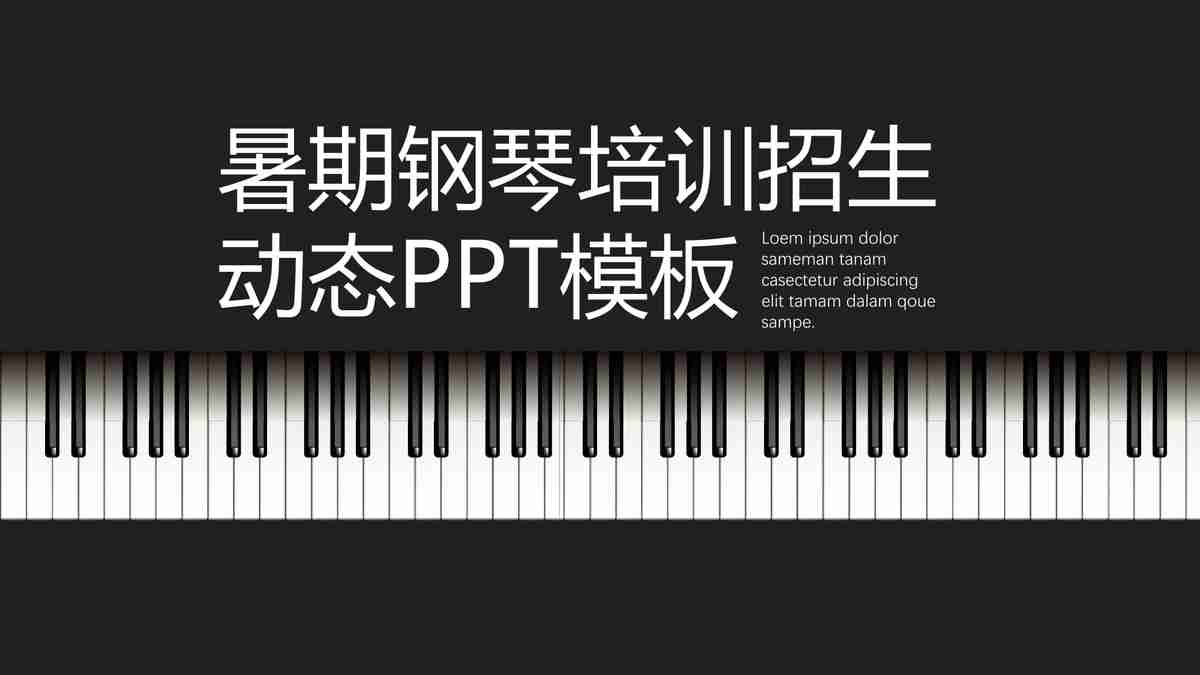 暑期钢琴培训招生
动态PPT模板
Loem ipsum dolor
sameman tanam
casectetur adipiscing
elit tamam dalam qoue
sampe.